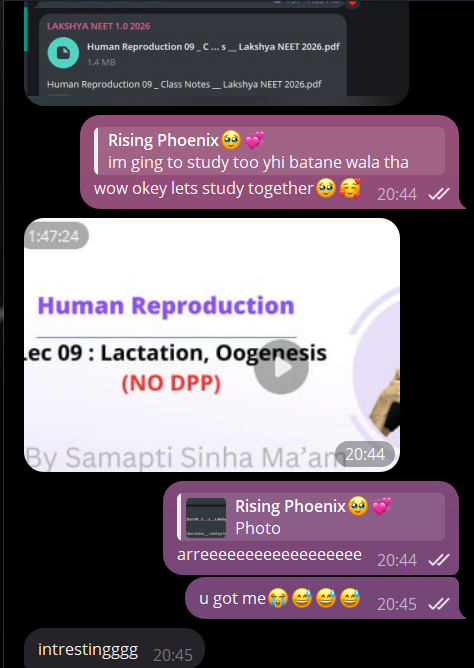 LAKSHYA NEET 1.0 2026
Human Reproduction 09 _ C ... s __ Lakshya NEET 2026.pdf
1.4 MB
Human Reproduction 09 _ Class Notes __ Lakshya NEET 2026.pdf
Rising Phoenix🥹 💞
im ging to study too yhi batane wala tha
wow okey lets study together🥹 🥰
20:44
1:47:24
Human Reproduction
Lec 09 : Lactation, Oogenesis
(NO DPP)
By Samapti Sinha Ma'am
20:44
Rising Phoenix🥹 💞
Photo
arreeeeeeeeeeeeeeeeee
20:44
u got me😭😅😅😅
20:45
intrestingggg
20:45